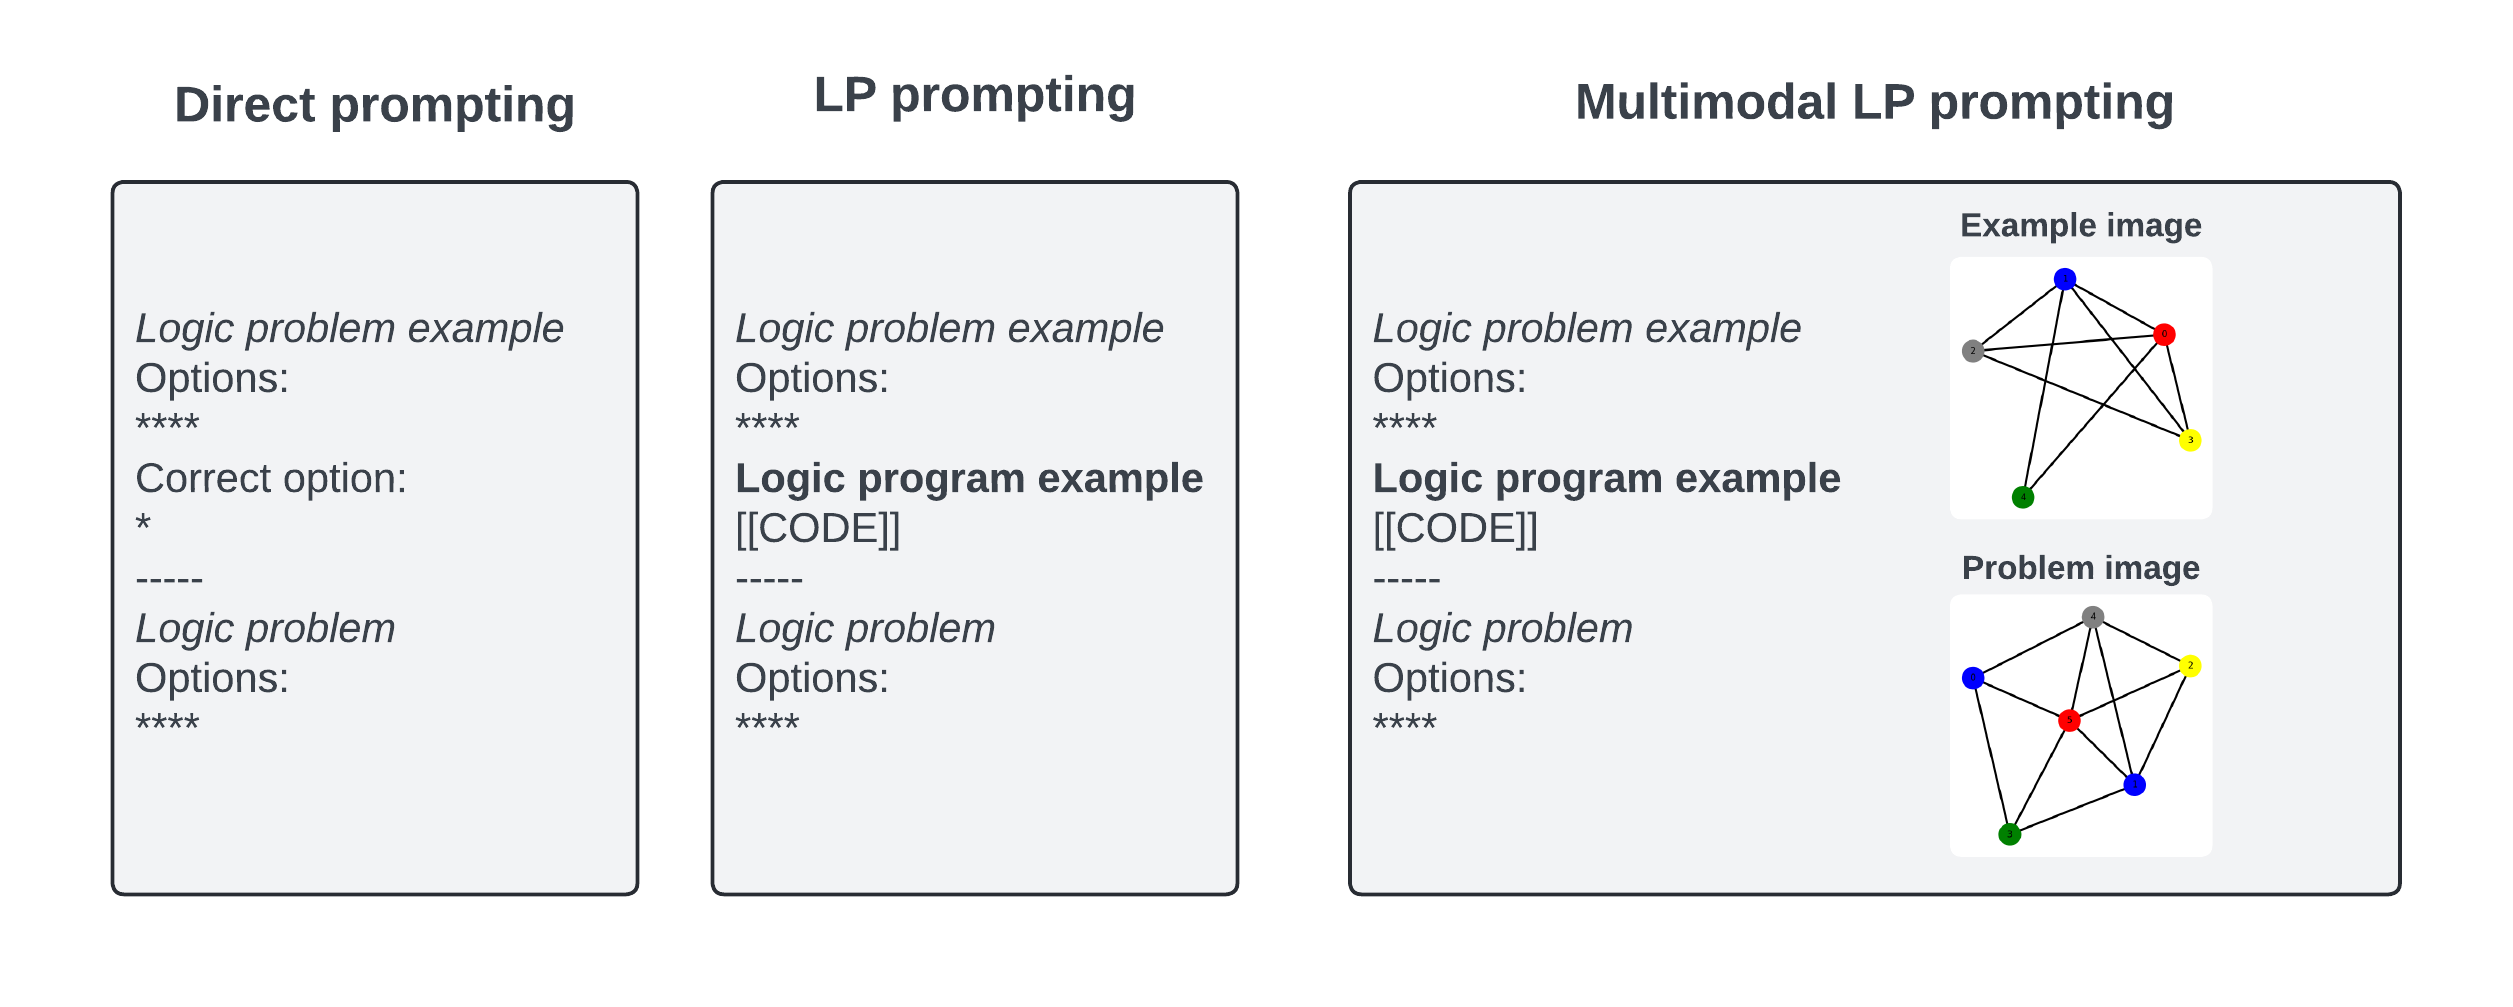 Direct prompting
Logic problem example
Options:
****
Correct option:
*
-----
Logic problem
Options:
****
LP prompting
Logic problem example
Options:
****
Logic program example
[[CODE]]
-----
Logic problem
Options:
****
Multimodal LP prompting
Logic problem example
Options:
****
Logic program example
[[CODE]]
-----
Logic problem
Options:
****
Example image
0
2
3
4
Problem image
4
2
5
3